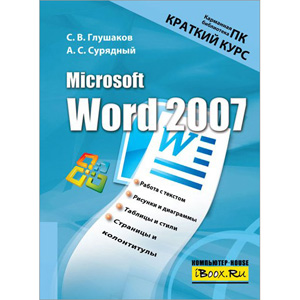 С. В. Глушаков
А. С. Сурядный
Карманная библиотека ПК
КРАТКИЙ КУРС
Microsoft
Word 2007
W
Работа с текстом
Рисунки и диаграммы
Таблицы и стили
Страницы и
колонтитулы
КОМПЬЮТЕР HOUSE
iBoox.Ru